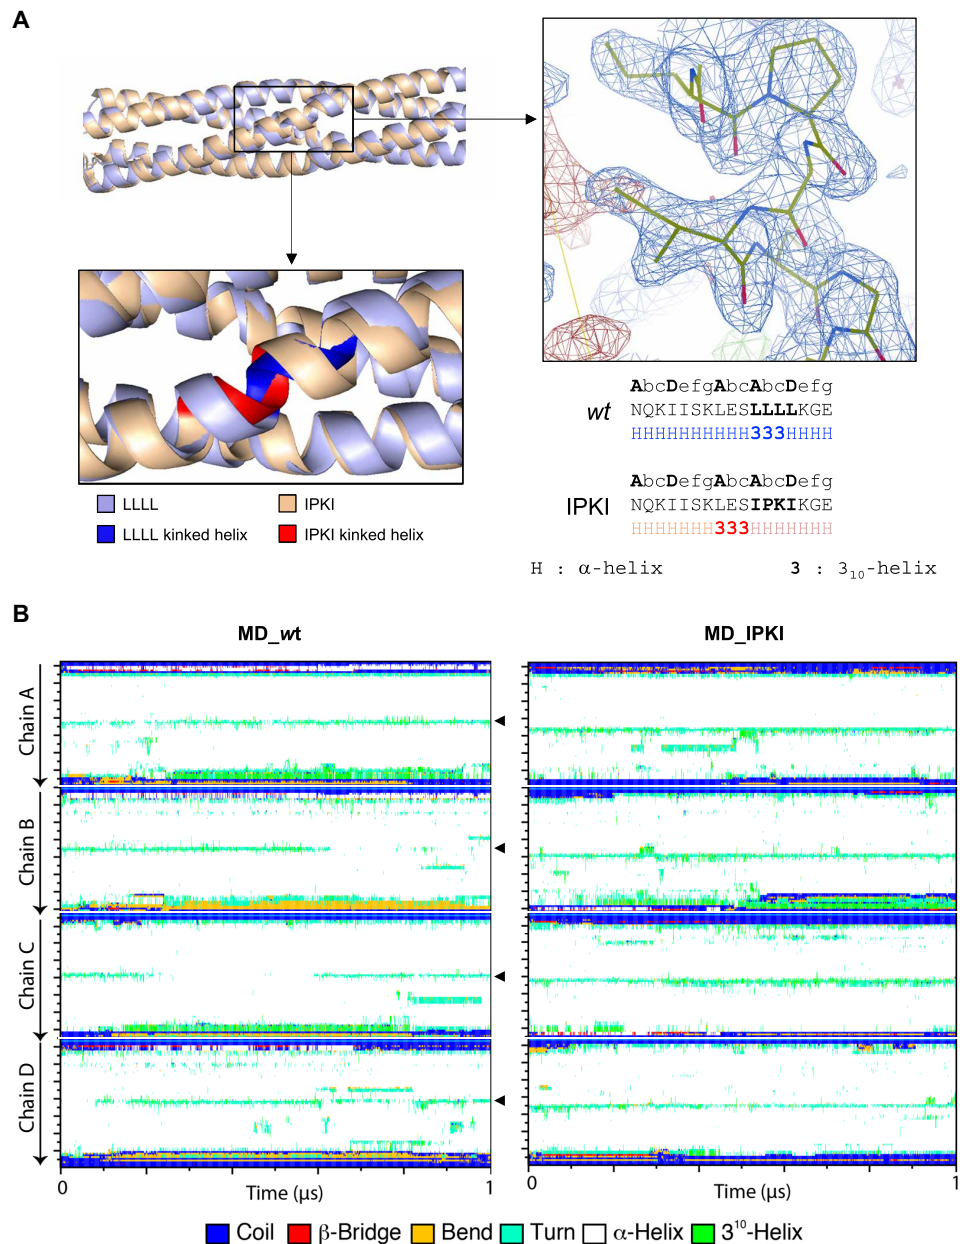 A
AbcDefgAbcAbcDefg
wt
NQKIISKLESLLLLKGE
HHHHHHHHHH333HHHH
AbcDefgAbcAbcDefg
IPKI
NQKIISKLESIPKIKGE
HHHHHHH333HHHHHHH
LLLL
IPKI
LLLL kinked helix
IPKI kinked helix
H : α-helix
3 : 3₁₀-helix
B
MD_wt
MD_IPKI
Chain A
Chain B
Chain C
Chain D
0
Time (µs)
1
0
Time (µs)
1
Coil
β-Bridge
Bend
Turn
α-Helix
3¹⁰-Helix